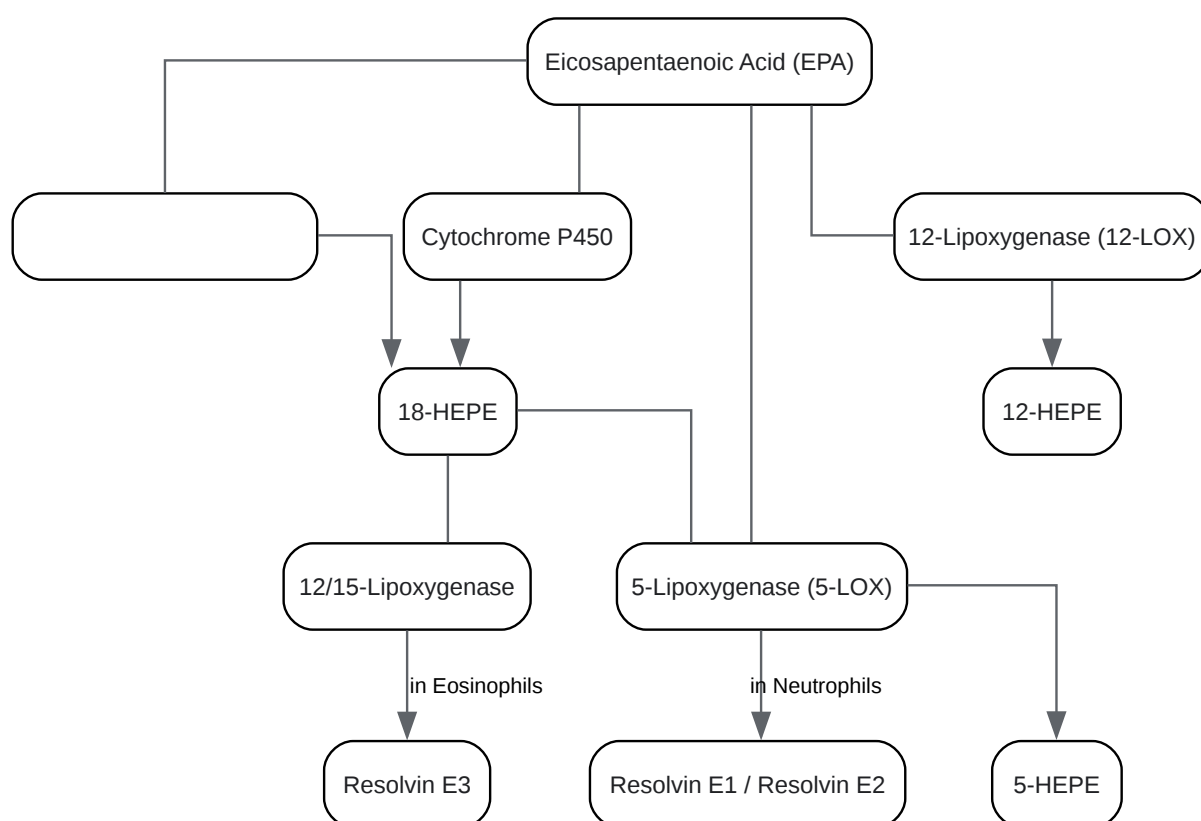 Eicosapentaenoic Acid (EPA)
Cytochrome P450
12-Lipoxygenase (12-LOX)
18-HEPE
12-HEPE
12/15-Lipoxygenase
5-Lipoxygenase (5-LOX)
in Eosinophils
in Neutrophils
Resolvin E3
Resolvin E1 / Resolvin E2
5-HEPE